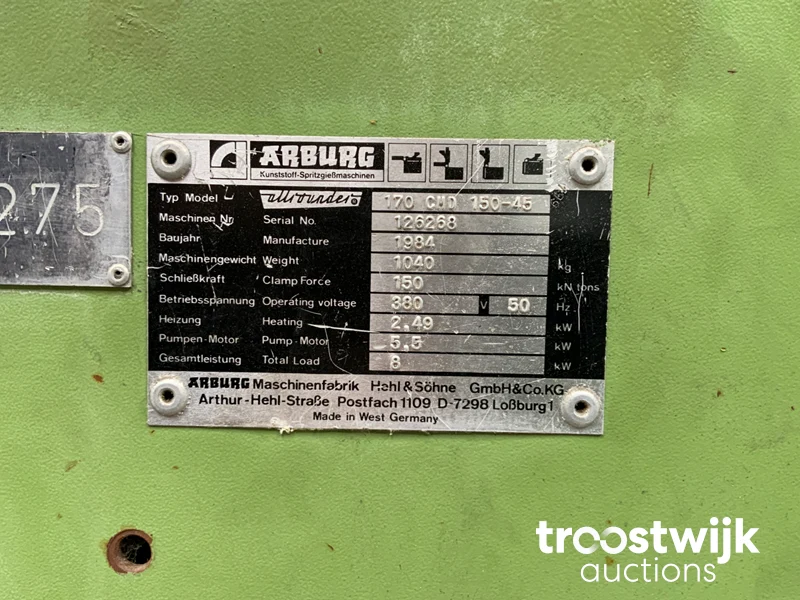 275
ARBURG
Kunststoff-Spritzgießmaschinen
Typ Model allrounder 170 CMD 150-45
Maschinen Nr. Serial No. 126268
Baujahr Manufacture 1984
Maschinengewicht Weight 1040 kg
Schließkraft Clamp Force 150 kN tons
Betriebsspannung Operating voltage 380 V 50 Hz
Heizung Heating 2,49 kW
Pumpen-Motor Pump-Motor 5,5 kW
Gesamtleistung Total Load 8 kW
ARBURG Maschinenfabrik Hehl & Söhne GmbH & Co.KG
Arthur-Hehl-Straße Postfach 1109 D-7298 Loßburg 1
Made in West Germany
troostwijk
auctions